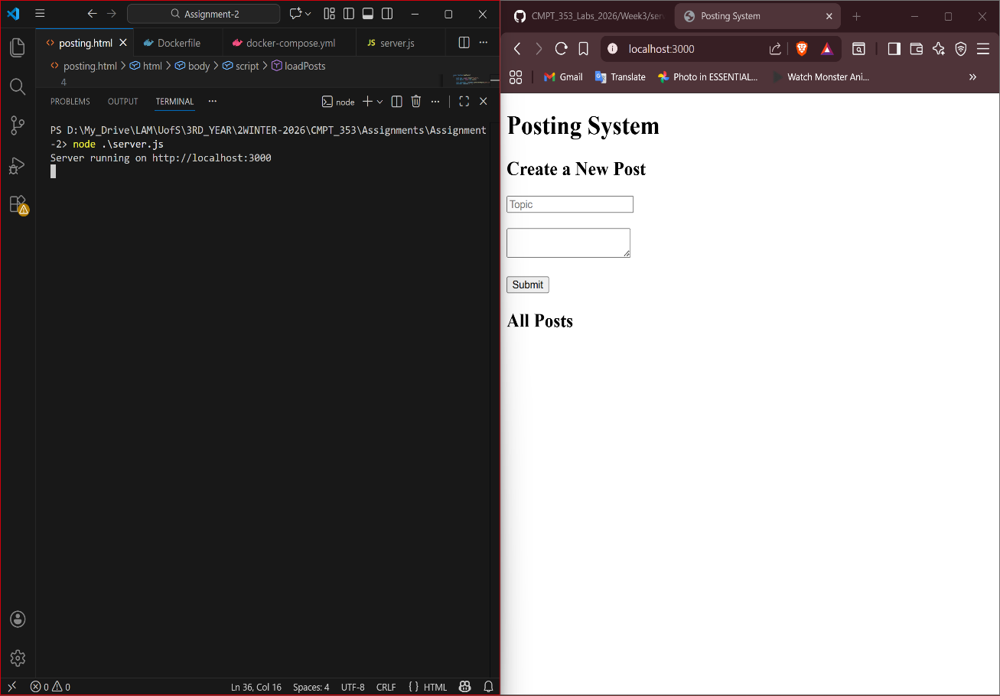 Assignment-2
posting.html
Dockerfile
docker-compose.yml
JS server.js
posting.html > html > body > script > loadPosts
4
PROBLEMS OUTPUT TERMINAL
node
PS D:\My_Drive\LAM\UofS\3RD_YEAR\2WINTER-2026\CMPT_353\Assignments\Assignment
-2> node .\server.js
Server running on http://localhost:3000
0 0 Ln 36, Col 16 Spaces: 4 UTF-8 CRLF { } HTML
CMPT_353_Labs_2026/Week3/serv
Posting System
localhost:3000
Gmail
Translate
Photo in ESSENTIAL...
Watch Monster Ani...
Posting System
Create a New Post
Topic
Submit
All Posts